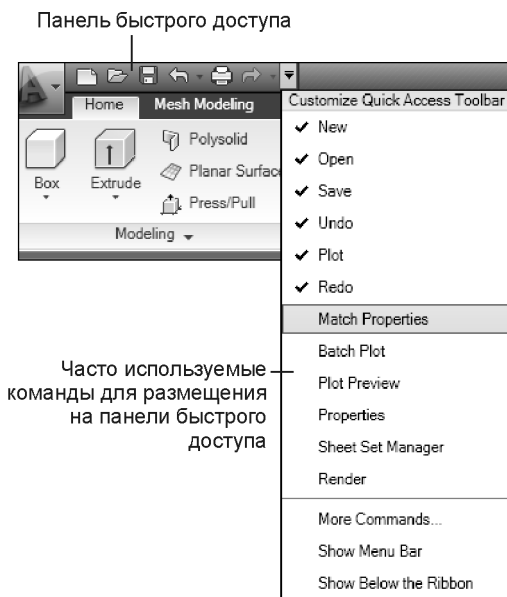 Панель быстрого доступа
Home
Mesh Modeling
Box
Extrude
Polysolid
Planar Surfac
Press/Pull
Modeling
Customize Quick Access Toolbar
New
Open
Save
Undo
Plot
Redo
Match Properties
Batch Plot
Plot Preview
Properties
Sheet Set Manager
Render
More Commands...
Show Menu Bar
Show Below the Ribbon
Часто используемые
команды для размещения
на панели быстрого
доступа